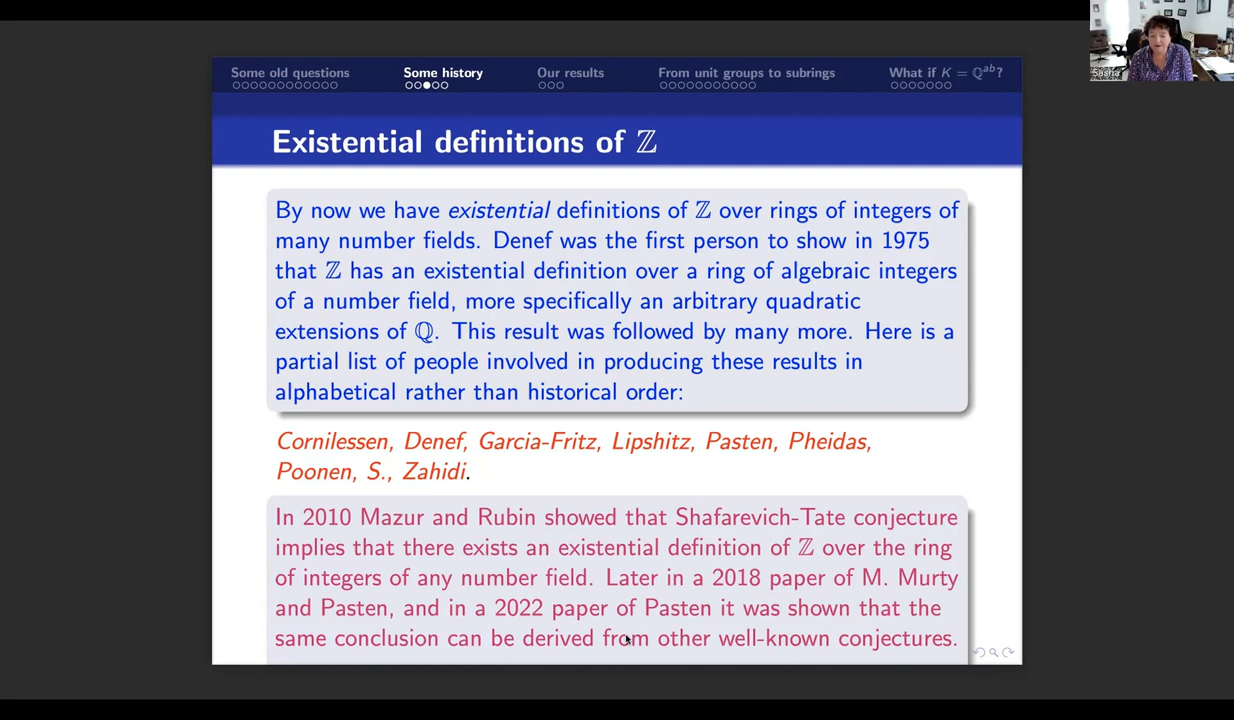 Some old questions
Some history
Our results
From unit groups to subrings
What if K = ℚ^{ab}?
Existential definitions of ℤ
By now we have existential definitions of ℤ over rings of integers of
many number fields. Denef was the first person to show in 1975
that ℤ has an existential definition over a ring of algebraic integers
of a number field, more specifically an arbitrary quadratic
extensions of ℚ. This result was followed by many more. Here is a
partial list of people involved in producing these results in
alphabetical rather than historical order:
Cornilessen, Denef, Garcia-Fritz, Lipshitz, Pasten, Pheidas,
Poonen, S., Zahidi.
In 2010 Mazur and Rubin showed that Shafarevich-Tate conjecture
implies that there exists an existential definition of ℤ over the ring
of integers of any number field. Later in a 2018 paper of M. Murty
and Pasten, and in a 2022 paper of Pasten it was shown that the
same conclusion can be derived from other well-known conjectures.